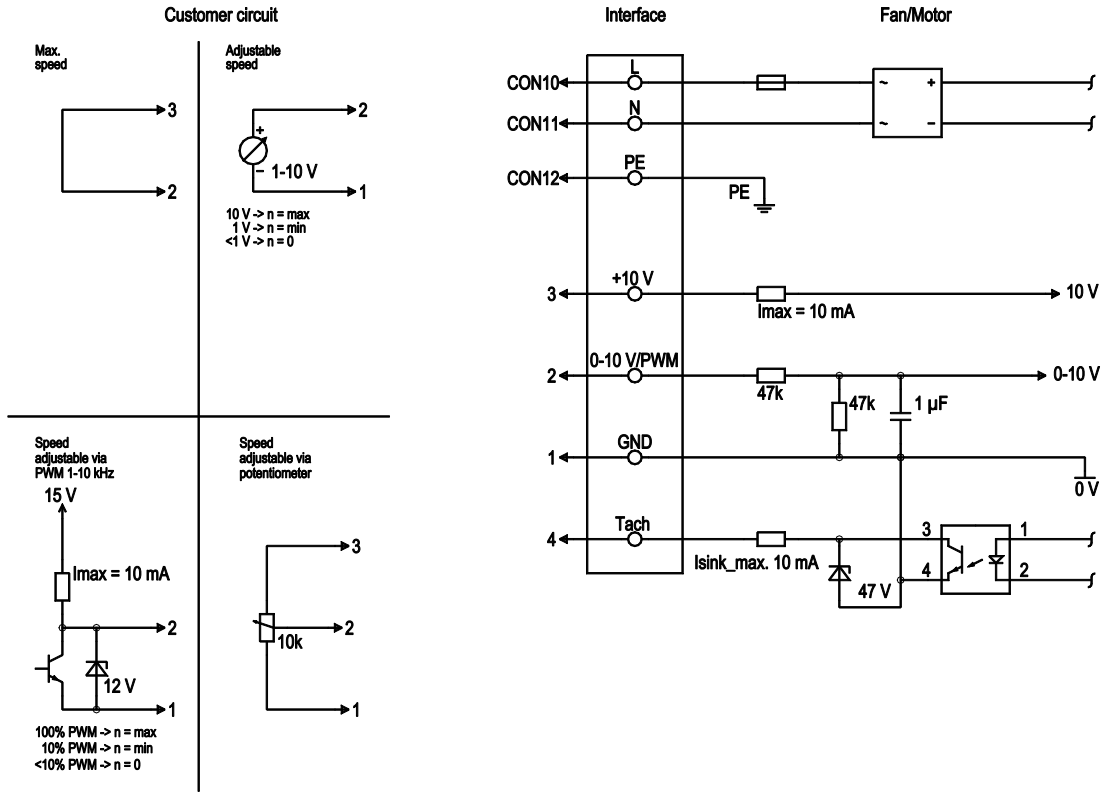 Customer circuit
Max.
speed
3
2
Adjustable
speed
2
+
− 1-10 V
1
10 V -> n = max
1 V -> n = min
<1 V -> n = 0
Speed
adjustable via
PWM 1-10 kHz
15 V
Imax = 10 mA
2
12 V
1
100% PWM -> n = max
10% PWM -> n = min
<10% PWM -> n = 0
Speed
adjustable via
potentiometer
3
2
10k
1
Interface
Fan/Motor
L
CON10
~ +
N
CON11
~ −
PE
CON12
PE
+10 V
3
10 V
Imax = 10 mA
0-10 V/PWM
2
0-10 V
47k
47k
1 µF
GND
1
0 V
Tach
4
3
1
Isink_max. 10 mA
4
2
47 V